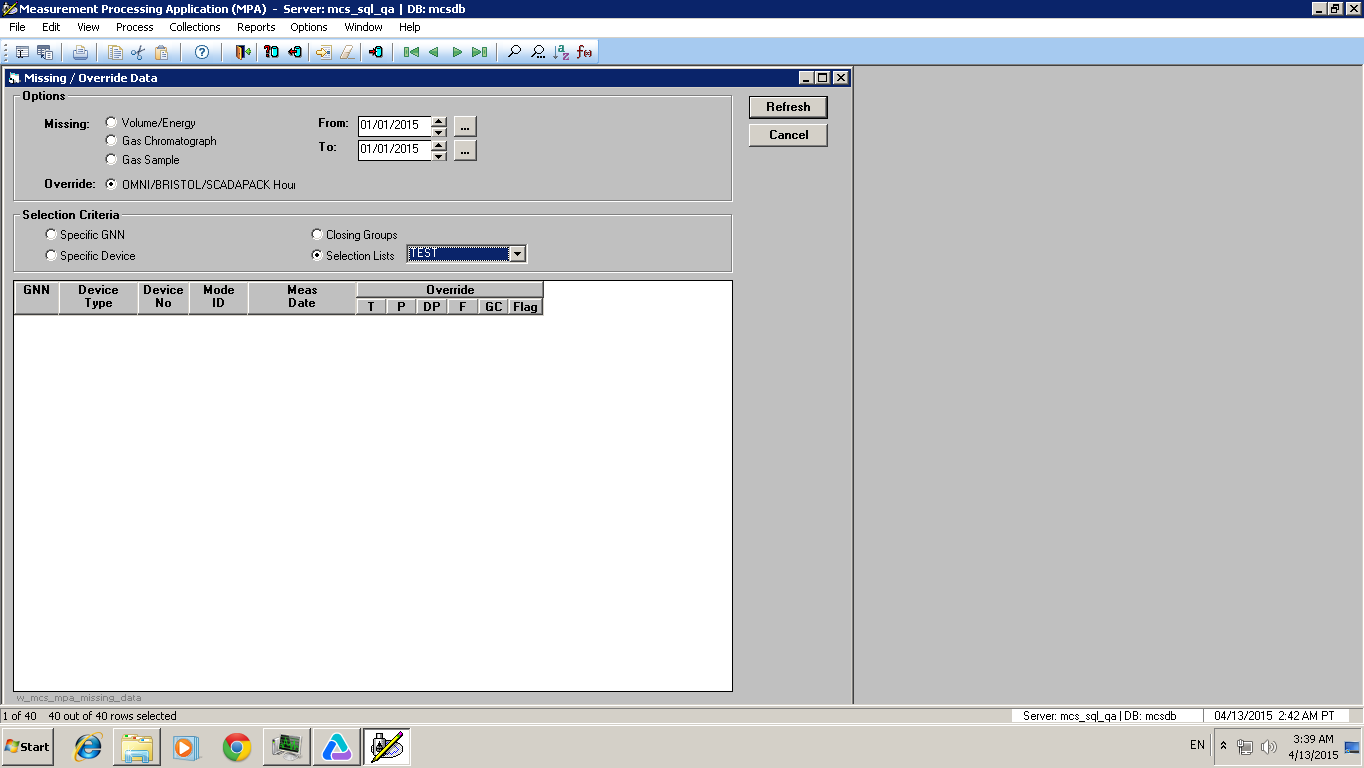 Measurement Processing Application (MPA) - Server: mcs_sql_qa | DB: mcsdb
File Edit View Process Collections Reports Options Window Help
Missing / Override Data
Options
Refresh
Missing: Volume/Energy From: 01/01/2015 ...
Cancel
Gas Chromatograph To: 01/01/2015 ...
Gas Sample
Override: OMNI/BRISTOL/SCADAPACK Hour
Selection Criteria
Specific GNN Closing Groups
Specific Device Selection Lists TEST
GNN Device Type Device No Mode ID Meas Date Override
T P DP F GC Flag
w_mcs_mpa_missing_data
1 of 40 40 out of 40 rows selected Server: mcs_sql_qa | DB: mcsdb 04/13/2015 2:42 AM PT
Start EN 3:39 AM
4/13/2015